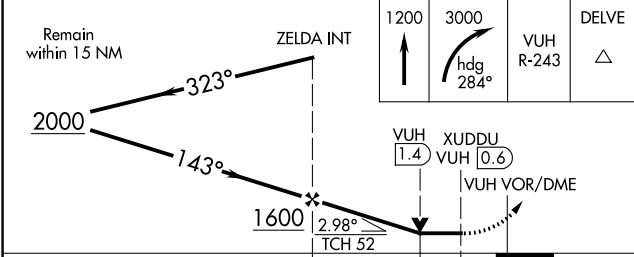 Remain
within 15 NM
ZELDA INT
1200
3000
hdg
284°
VUH
R-243
DELVE
323°
2000
143°
1600
2.98°
TCH 52
VUH
1.4
XUDDU
VUH 0.6
VUH VOR/DME